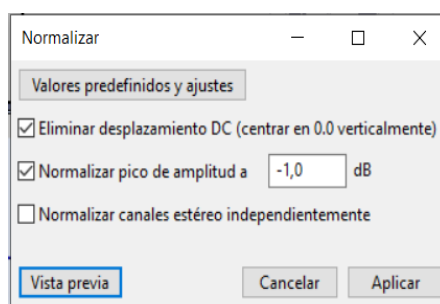 Normalizar
Valores predefinidos y ajustes
Eliminar desplazamiento DC (centrar en 0.0 verticalmente)
Normalizar pico de amplitud a -1,0 dB
Normalizar canales estéreo independientemente
Vista previa Cancelar Aplicar